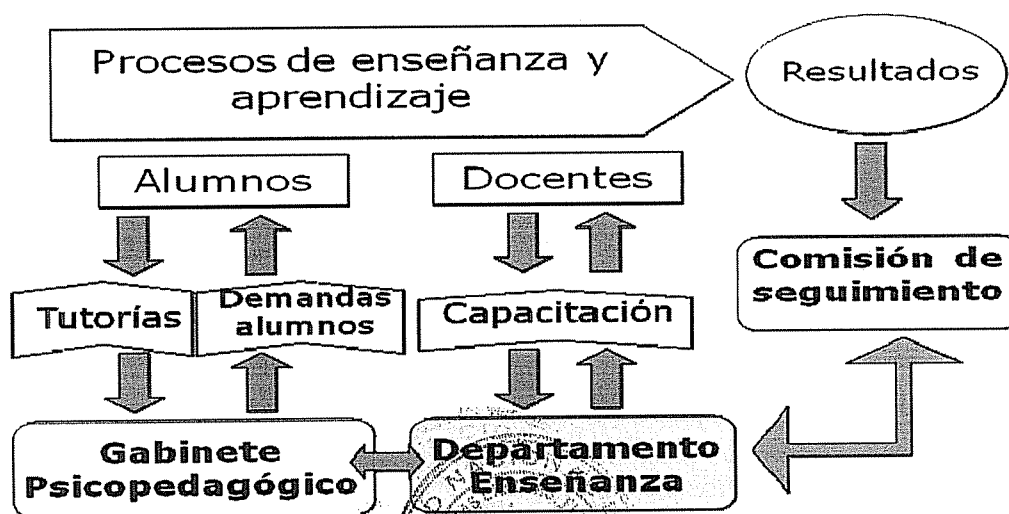 Procesos de enseñanza y
aprendizaje
Resultados
Alumnos
Docentes
Tutorías
Demandas
alumnos
Capacitación
Comisión de
seguimiento
Gabinete
Psicopedagógico
Departamento
Enseñanza